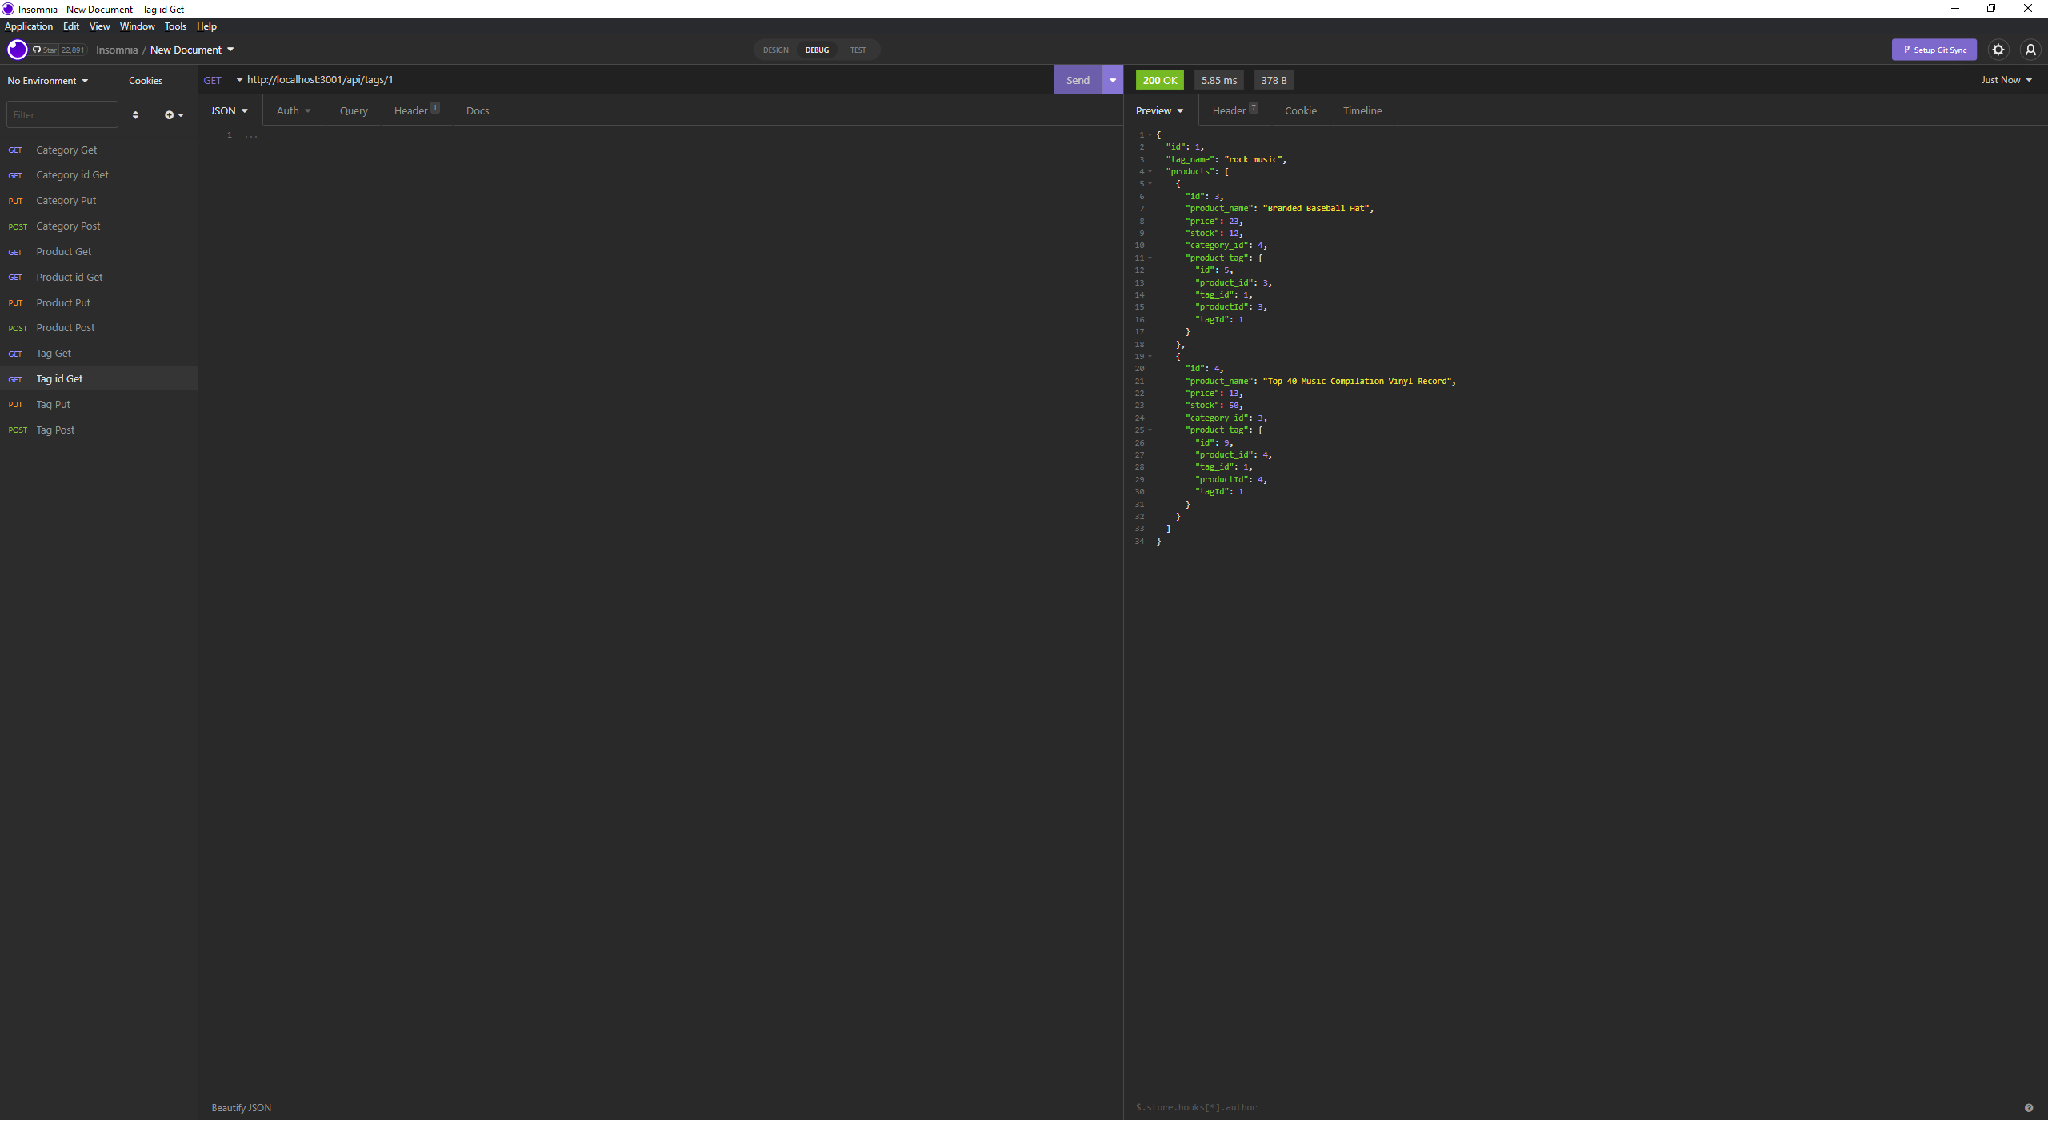 Insomnia - New Document - Tag id Get
Application Edit View Window Tools Help
Star 22,891 Insomnia / New Document DESIGN DEBUG TEST Setup Git Sync
No Environment Cookies
Filter
GET Category Get
GET Category id Get
PUT Category Put
POST Category Post
GET Product Get
GET Product id Get
PUT Product Put
POST Product Post
GET Tag Get
GET Tag id Get
PUT Tag Put
POST Tag Post
GET http://localhost:3001/api/tags/1 Send
JSON Auth Query Header 1 Docs
1 ...
Beautify JSON
200 OK 5.85 ms 378 B Just Now
Preview Header 7 Cookie Timeline
1 {
2 "id": 1,
3 "tag_name": "rock music",
4 "products": [
5 {
6 "id": 3,
7 "product_name": "Branded Baseball Hat",
8 "price": 23,
9 "stock": 12,
10 "category_id": 4,
11 "product_tag": {
12 "id": 5,
13 "product_id": 3,
14 "tag_id": 1,
15 "productId": 3,
16 "tagId": 1
17 }
18 },
19 {
20 "id": 4,
21 "product_name": "Top 40 Music Compilation Vinyl Record",
22 "price": 13,
23 "stock": 50,
24 "category_id": 3,
25 "product_tag": {
26 "id": 9,
27 "product_id": 4,
28 "tag_id": 1,
29 "productId": 4,
30 "tagId": 1
31 }
32 }
33 ]
34 }
$.store.books[*].author